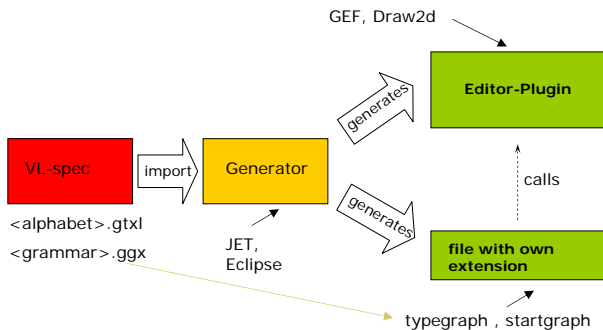 GEF, Draw2d
Editor-Plugin
generates
VL-spec
import
Generator
calls
generates
<alphabet>.gtxl
<grammar>.ggx
JET,
Eclipse
file with own
extension
typegraph , startgraph